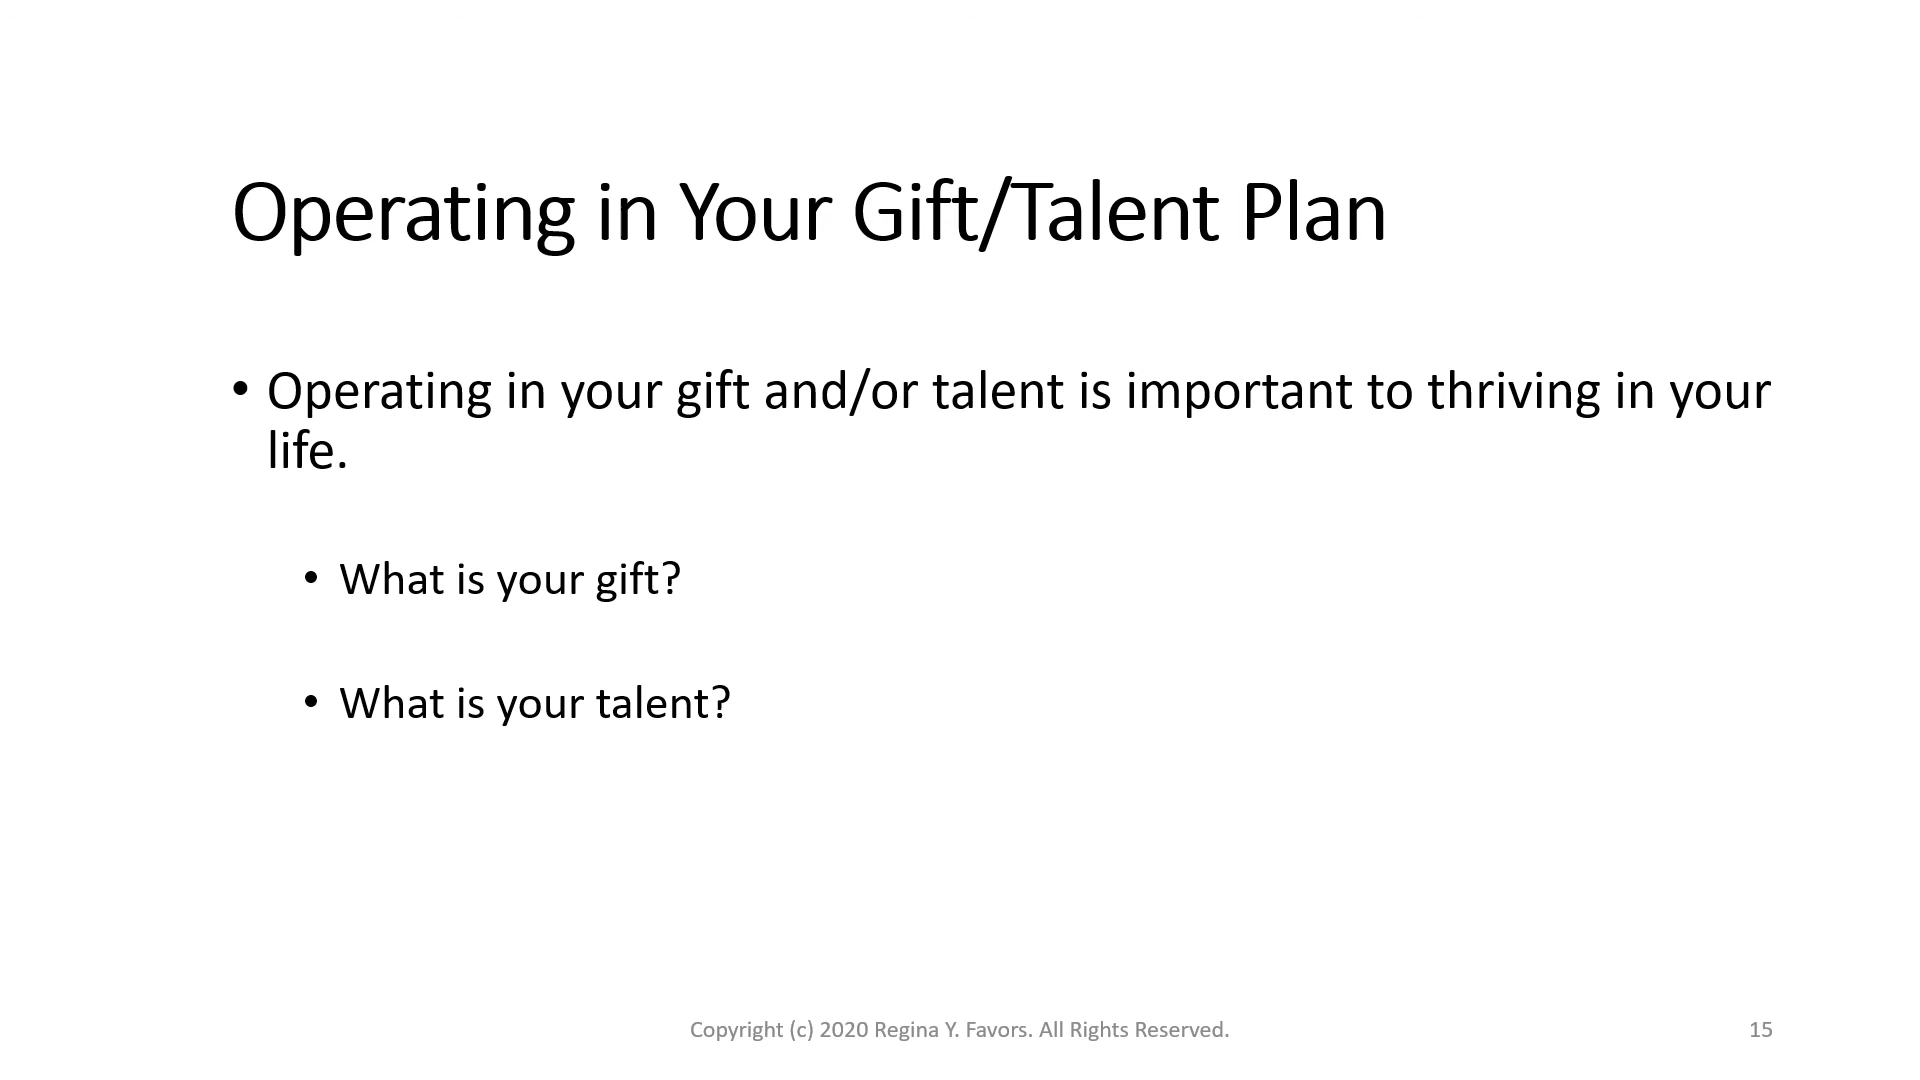 Operating in Your Gift/Talent Plan
• Operating in your gift and/or talent is important to thriving in your
life.
• What is your gift?
• What is your talent?
Copyright (c) 2020 Regina Y. Favors. All Rights Reserved.
15